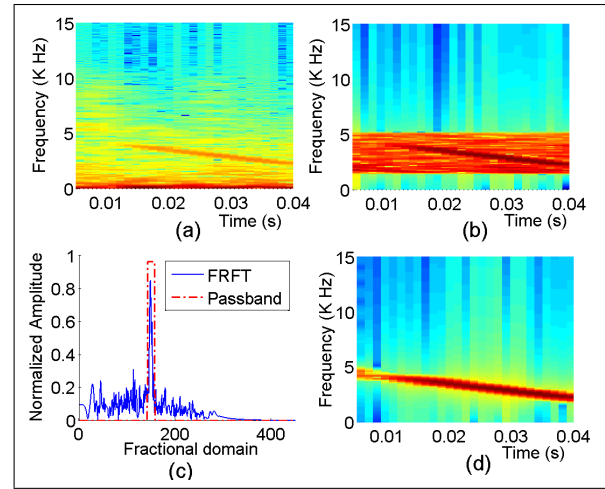 15
10
5
0
Frequency (K Hz)
0.01 0.02 0.03 0.04
Time (s)
(a)
15
10
5
0
Frequency (K Hz)
0.01 0.02 0.03 0.04
Time (s)
(b)
1
0.8
0.6
0.4
0.2
0
Normalized Amplitude
FRFT
Passband
0 200 400
Fractional domain
(c)
15
10
5
0
Frequency (K Hz)
0.01 0.02 0.03 0.04
Time (s)
(d)